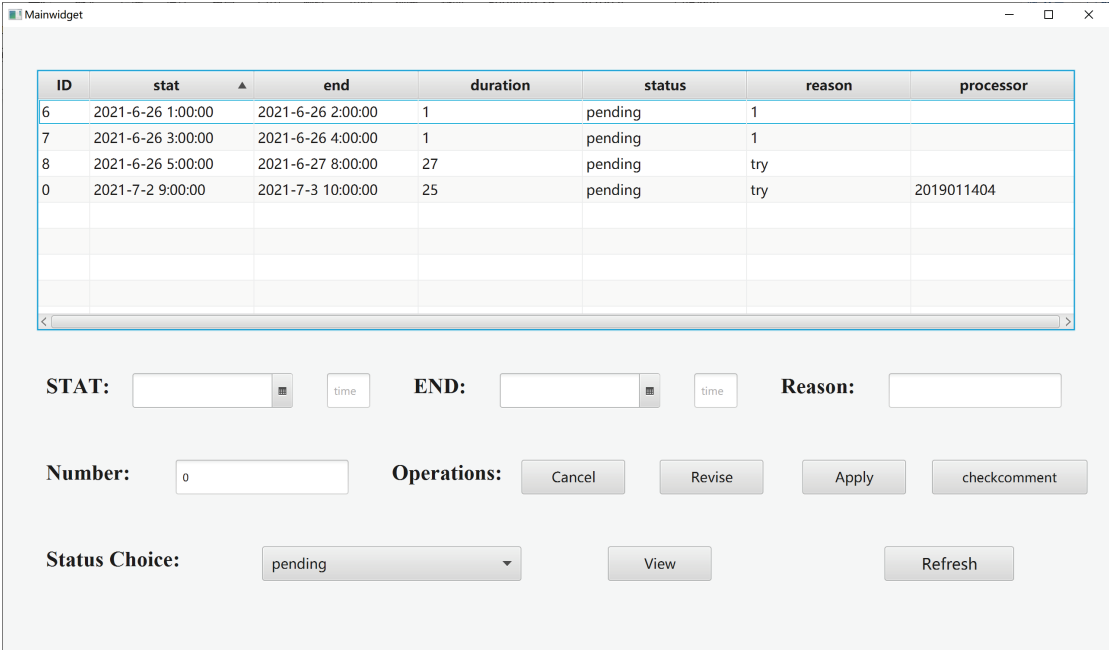 Mainwidget
ID stat end duration status reason processor
6 2021-6-26 1:00:00 2021-6-26 2:00:00 1 pending 1
7 2021-6-26 3:00:00 2021-6-26 4:00:00 1 pending 1
8 2021-6-26 5:00:00 2021-6-27 8:00:00 27 pending try
0 2021-7-2 9:00:00 2021-7-3 10:00:00 25 pending try 2019011404
STAT: time END: time Reason:
Number: 0 Operations: Cancel Revise Apply checkcomment
Status Choice: pending View Refresh